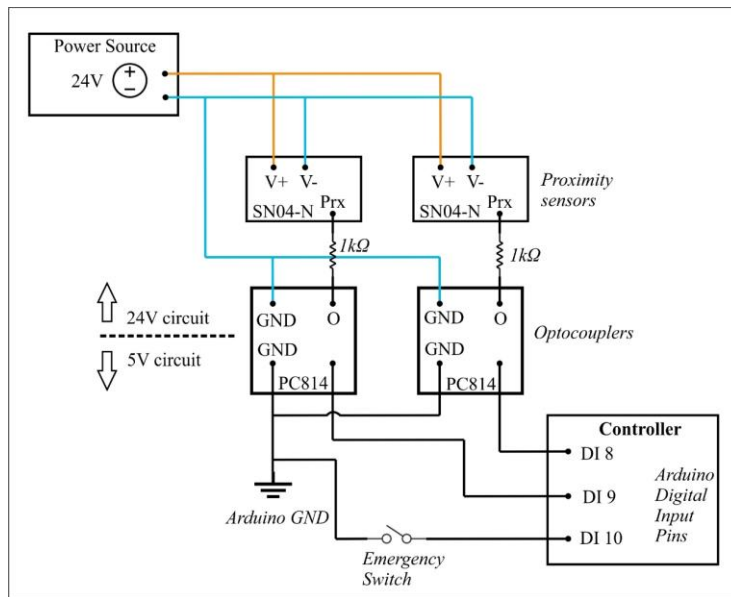 Power Source
24V
+
−
V+ V-
SN04-N Prx
V+ V-
SN04-N Prx
Proximity
sensors
1kΩ
1kΩ
24V circuit
5V circuit
GND O
GND
PC814
GND O
GND
PC814
Optocouplers
Controller
DI 8
DI 9
DI 10
Arduino
Digital
Input
Pins
Arduino GND
Emergency
Switch